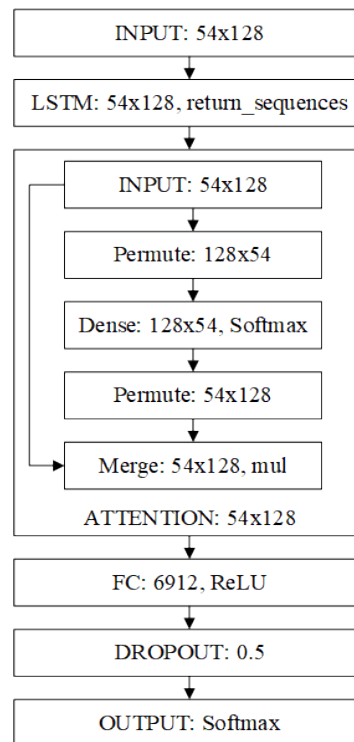 INPUT: 54x128
LSTM: 54x128, return_sequences
INPUT: 54x128
Permute: 128x54
Dense: 128x54, Softmax
Permute: 54x128
Merge: 54x128, mul
ATTENTION: 54x128
FC: 6912, ReLU
DROPOUT: 0.5
OUTPUT: Softmax